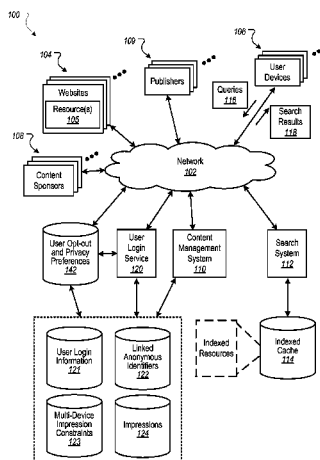 100
104
109
106
Websites
Resource(s)
105
Publishers
User
Devices
Queries
116
Search
Results
118
108
Content
Sponsors
Network
102
User Opt-out
and Privacy
Preferences
142
User
Login
Service
120
Content
Management
System
110
Search
System
112
User Login
Information
121
Linked
Anonymous
Identifiers
122
Indexed
Resources
Indexed
Cache
114
Multi-Device
Impression
Constraints
123
Impressions
124